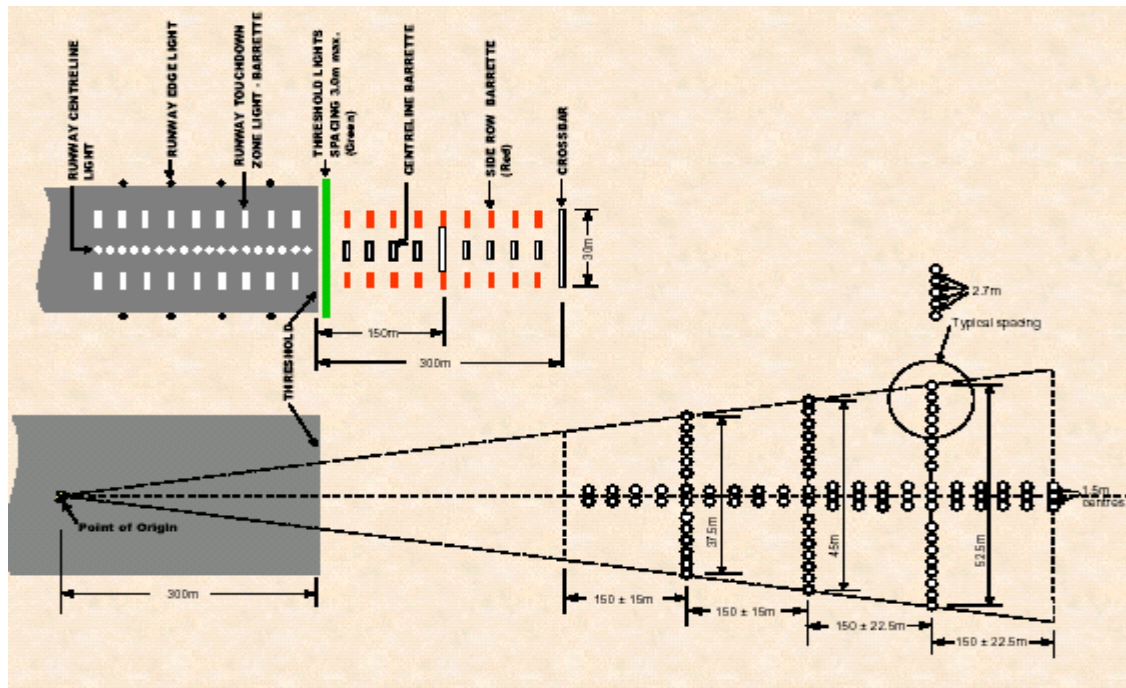 RUNWAY CENTRELINE
LIGHT
RUNWAY EDGE LIGHT
RUNWAY TOUCHDOWN
ZONE LIGHT - BARRETTE
THRESHOLD LIGHTS
SPACING 3.0m max.
(Green)
CENTRELINE BARRETTE
SIDE ROW BARRETTE
(Red)
CROSSBAR
30m
150m
300m
THRESHOLD
2.7m
Typical spacing
1.5m
centres
Point of Origin
37.5m
45m
52.5m
300m
150 ± 15m
150 ± 15m
150 ± 22.5m
150 ± 22.5m